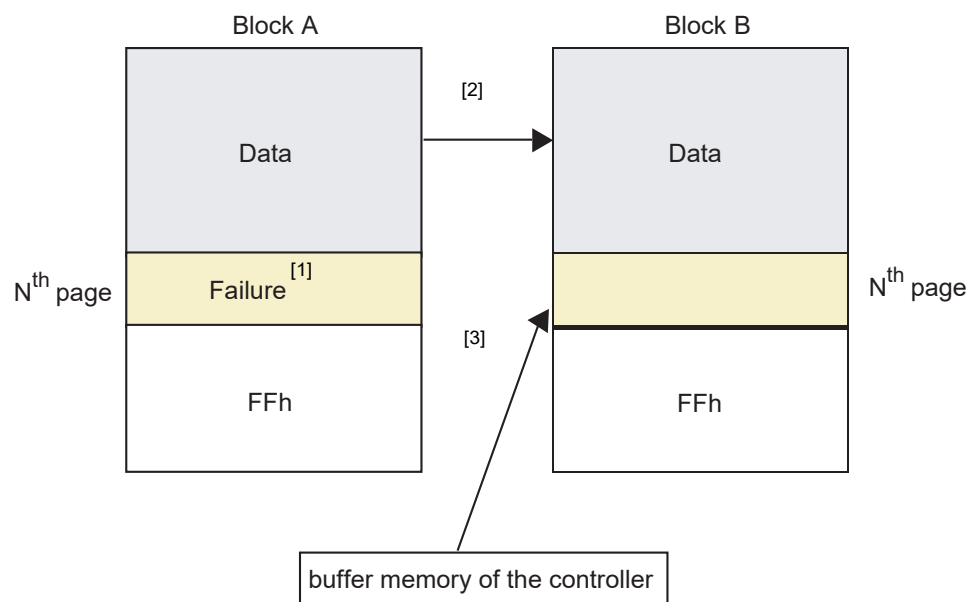 Block A
Block B
[2]
Data
Data
Nth page
Failure[1]
Nth page
[3]
FFh
FFh
buffer memory of the controller